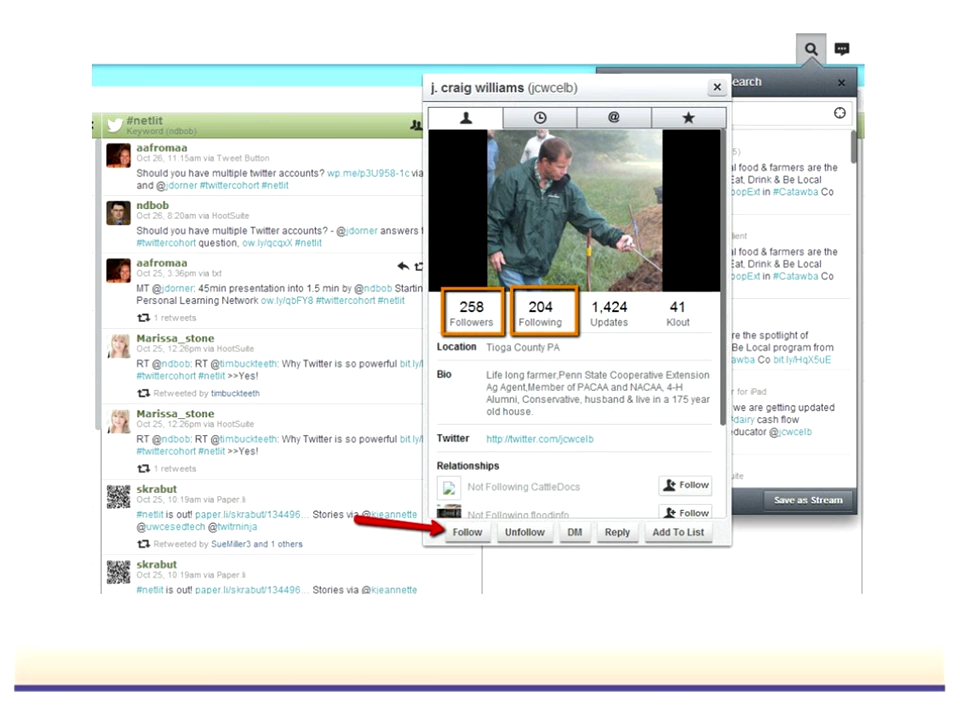 earch
#netlit
Keyword (ndbob)
aafromaa
Oct 26, 11.15am via Tweet Button
Should you have multiple twitter accounts? wp me/p3U958-1c via
and @jdorner #twittercohort #netlit
ndbob
Oct 26, 8:20am via HootSuite
Should you have multiple Twitter accounts? - @jdorner answers
#twittercohort question, ow.ly/qcqxX #netlit
aafromaa
Oct 25, 3:36pm via txt
MT @jdorner: 45min presentation into 1.5 min by @ndbob Startin
Personal Learning Network ow.ly/qbFY8 #twittercohort #netlit
1 retweets
Marissa_stone
Oct 25, 12:26pm via HootSuite
RT @ndbob: RT @timbuckteeth: Why Twitter is so powerful bit.ly/
#twittercohort #netlit >>Yes!
Retweeted by timbuckteeth
Marissa_stone
Oct 25, 12:26pm via HootSuite
RT @ndbob: RT @timbuckteeth: Why Twitter is so powerful bit.ly/
#twittercohort #netlit >>Yes!
1 retweets
skrabut
Oct 25, 10:19am via Paper.li
#netlit is out! paper.li/skrabut/134496... Stories via @kjeannette
@uwcesedtech @twitrninja
Retweeted by SueMiller3 and 1 others
skrabut
Oct 25, 10:19am via Paper.li
#netlit is out! paper.li/skrabut/134496... Stories via @kjeannette
j. craig williams (jcwcelb)
@
258
Followers
204
Following
1,424
Updates
41
Klout
Location Tioga County PA
Bio Life long farmer,Penn State Cooperative Extension
Ag Agent,Member of PACAA and NACAA, 4-H
Alumni, Conservative, husband & live in a 175 year
old house.
Twitter http://twitter.com/jcwcelb
Relationships
Not Following CattleDocs
Follow
Not Following floodinfo
Follow
Follow Unfollow DM Reply Add To List
5)
al food & farmers are the
Eat, Drink & Be Local
oopExt in #Catawba Co
lient
al food & farmers are the
Eat, Drink & Be Local
oopExt in #Catawba Co
re the spotlight of
Be Local program from
awba Co bit.ly/HqX5uE
r for iPad
we are getting updated
#dairy cash flow
educator @jcwcelb
uite
Save as Stream